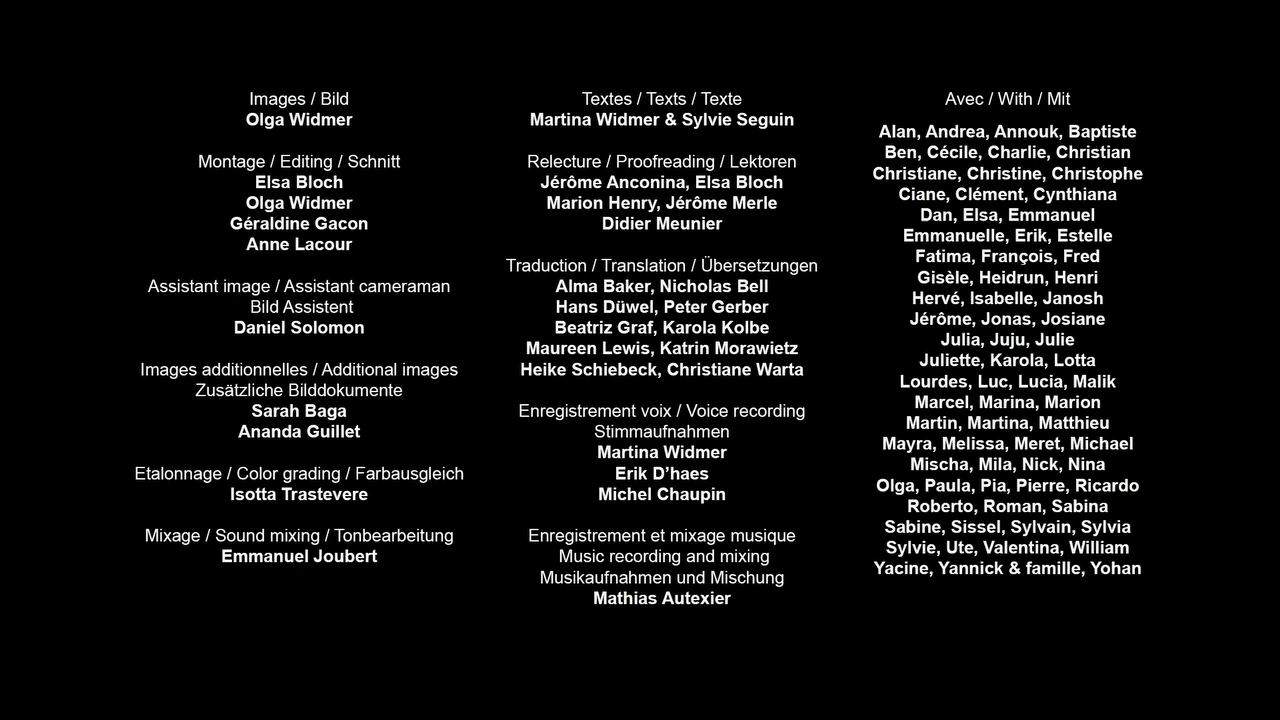 Images / Bild
Olga Widmer
Montage / Editing / Schnitt
Elsa Bloch
Olga Widmer
Géraldine Gacon
Anne Lacour
Assistant image / Assistant cameraman
Bild Assistent
Daniel Solomon
Images additionnelles / Additional images
Zusätzliche Bilddokumente
Sarah Baga
Ananda Guillet
Etalonnage / Color grading / Farbausgleich
Isotta Trastevere
Mixage / Sound mixing / Tonbearbeitung
Emmanuel Joubert
Textes / Texts / Texte
Martina Widmer & Sylvie Seguin
Relecture / Proofreading / Lektoren
Jérôme Anconina, Elsa Bloch
Marion Henry, Jérôme Merle
Didier Meunier
Traduction / Translation / Übersetzungen
Alma Baker, Nicholas Bell
Hans Düwel, Peter Gerber
Beatriz Graf, Karola Kolbe
Maureen Lewis, Katrin Morawietz
Heike Schiebeck, Christiane Warta
Enregistrement voix / Voice recording
Stimmaufnahmen
Martina Widmer
Erik D’haes
Michel Chaupin
Enregistrement et mixage musique
Music recording and mixing
Musikaufnahmen und Mischung
Mathias Autexier
Avec / With / Mit
Alan, Andrea, Annouk, Baptiste
Ben, Cécile, Charlie, Christian
Christiane, Christine, Christophe
Ciane, Clément, Cynthiana
Dan, Elsa, Emmanuel
Emmanuelle, Erik, Estelle
Fatima, François, Fred
Gisèle, Heidrun, Henri
Hervé, Isabelle, Janosh
Jérôme, Jonas, Josiane
Julia, Juju, Julie
Juliette, Karola, Lotta
Lourdes, Luc, Lucia, Malik
Marcel, Marina, Marion
Martin, Martina, Matthieu
Mayra, Melissa, Meret, Michael
Mischa, Mila, Nick, Nina
Olga, Paula, Pia, Pierre, Ricardo
Roberto, Roman, Sabina
Sabine, Sissel, Sylvain, Sylvia
Sylvie, Ute, Valentina, William
Yacine, Yannick & famille, Yohan